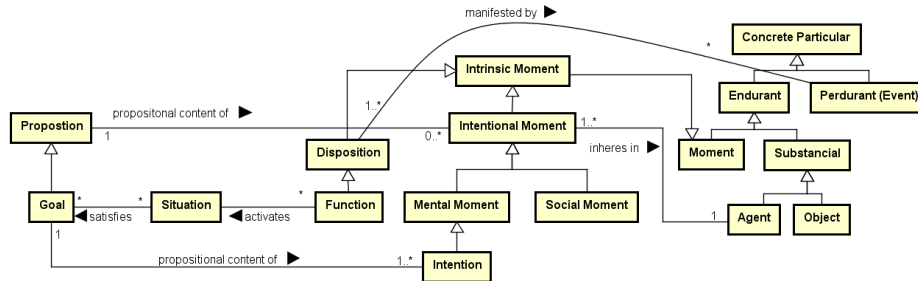 manifested by
Concrete Particular
*
Intrinsic Moment
Endurant
Perdurant (Event)
1..*
propositonal content of
Propostion
1
0..*
Intentional Moment
1..*
inheres in
Disposition
Moment
Substancial
Goal
*
satisfies
*
Situation
activates
*
Function
Mental Moment
Social Moment
1
Agent
Object
1
propositional content of
1..*
Intention